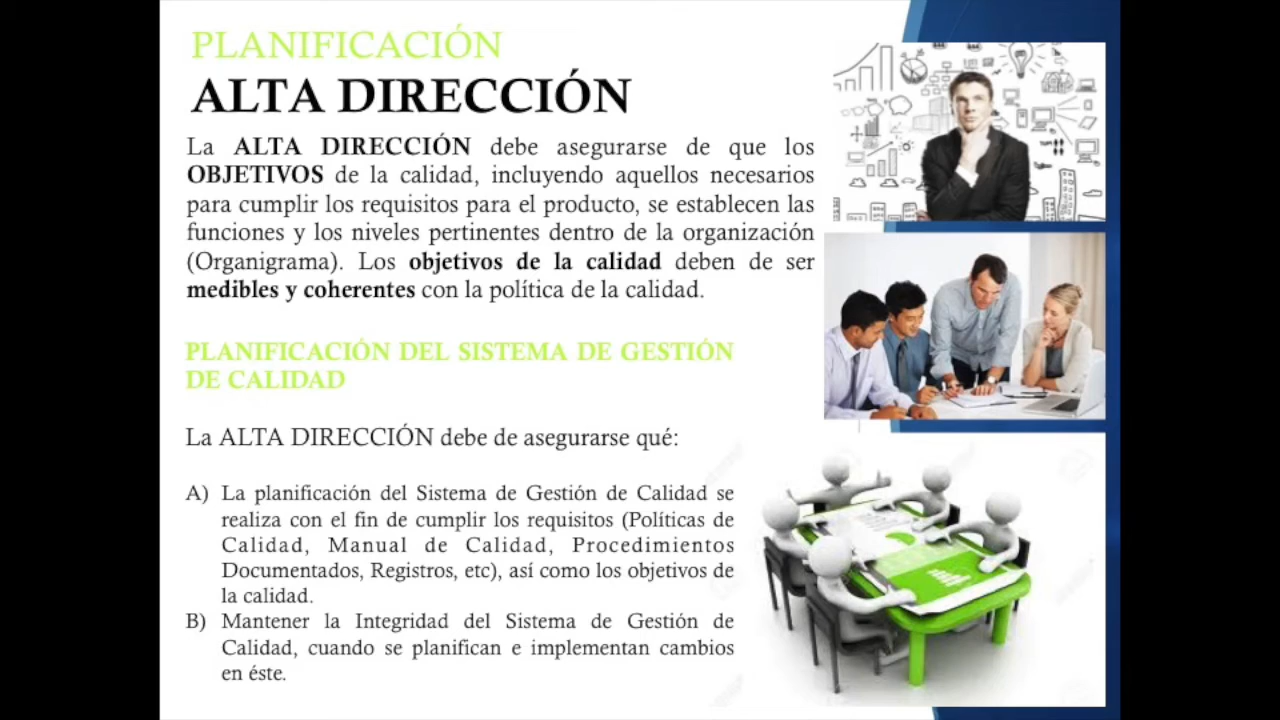 PLANIFICACIÓN
ALTA DIRECCIÓN
La ALTA DIRECCIÓN debe asegurarse de que los
OBJETIVOS de la calidad, incluyendo aquellos necesarios
para cumplir los requisitos para el producto, se establecen las
funciones y los niveles pertinentes dentro de la organización
(Organigrama). Los objetivos de la calidad deben de ser
medibles y coherentes con la política de la calidad.
PLANIFICACIÓN DEL SISTEMA DE GESTIÓN
DE CALIDAD
La ALTA DIRECCIÓN debe de asegurarse qué:
A) La planificación del Sistema de Gestión de Calidad se
realiza con el fin de cumplir los requisitos (Políticas de
Calidad, Manual de Calidad, Procedimientos
Documentados, Registros, etc), así como los objetivos de
la calidad.
B) Mantener la Integridad del Sistema de Gestión de
Calidad, cuando se planifican e implementan cambios
en éste.